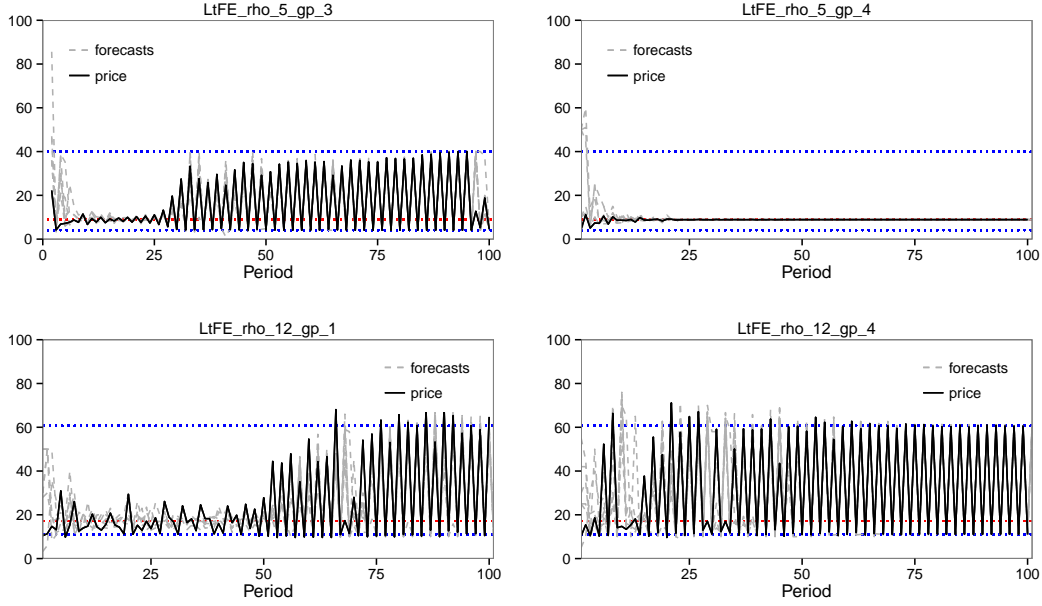 LtFE_rho_5_gp_3
100
80
60
40
20
0
forecasts
price
0
25
50
75
100
Period
LtFE_rho_5_gp_4
100
80
60
40
20
0
forecasts
price
25
50
75
100
Period
LtFE_rho_12_gp_1
100
80
60
40
20
0
forecasts
price
25
50
75
100
Period
LtFE_rho_12_gp_4
100
80
60
40
20
0
forecasts
price
25
50
75
100
Period